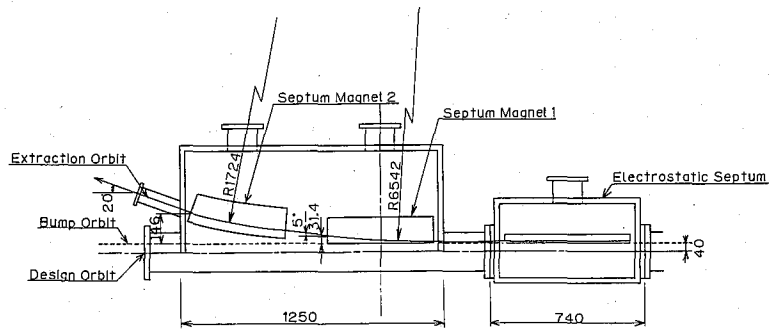 Septum Magnet 2
Septum Magnet 1
Extraction Orbit
R1724
R6542
Electrostatic Septum
20°
46
5°
31.4
Bump Orbit
40
Design Orbit
1250
740